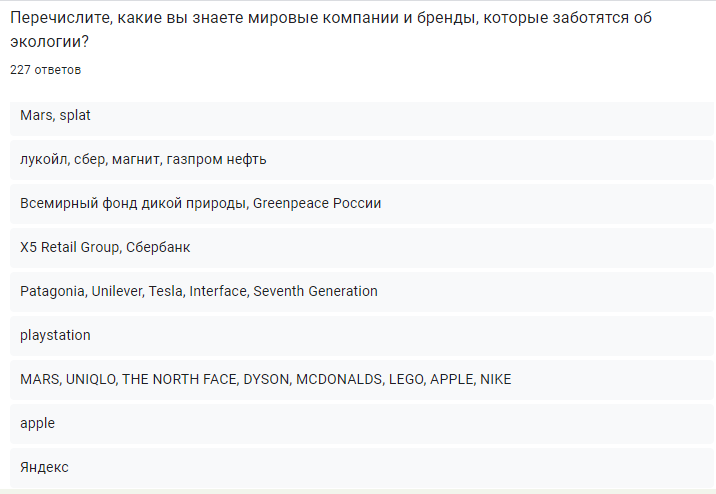 Перечислите, какие вы знаете мировые компании и бренды, которые заботятся об
экологии?
227 ответов
Mars, splat
лукойл, сбер, магнит, газпром нефть
Всемирный фонд дикой природы, Greenpeace России
X5 Retail Group, Сбербанк
Patagonia, Unilever, Tesla, Interface, Seventh Generation
playstation
MARS, UNIQLO, THE NORTH FACE, DYSON, MCDONALDS, LEGO, APPLE, NIKE
apple
Яндекс